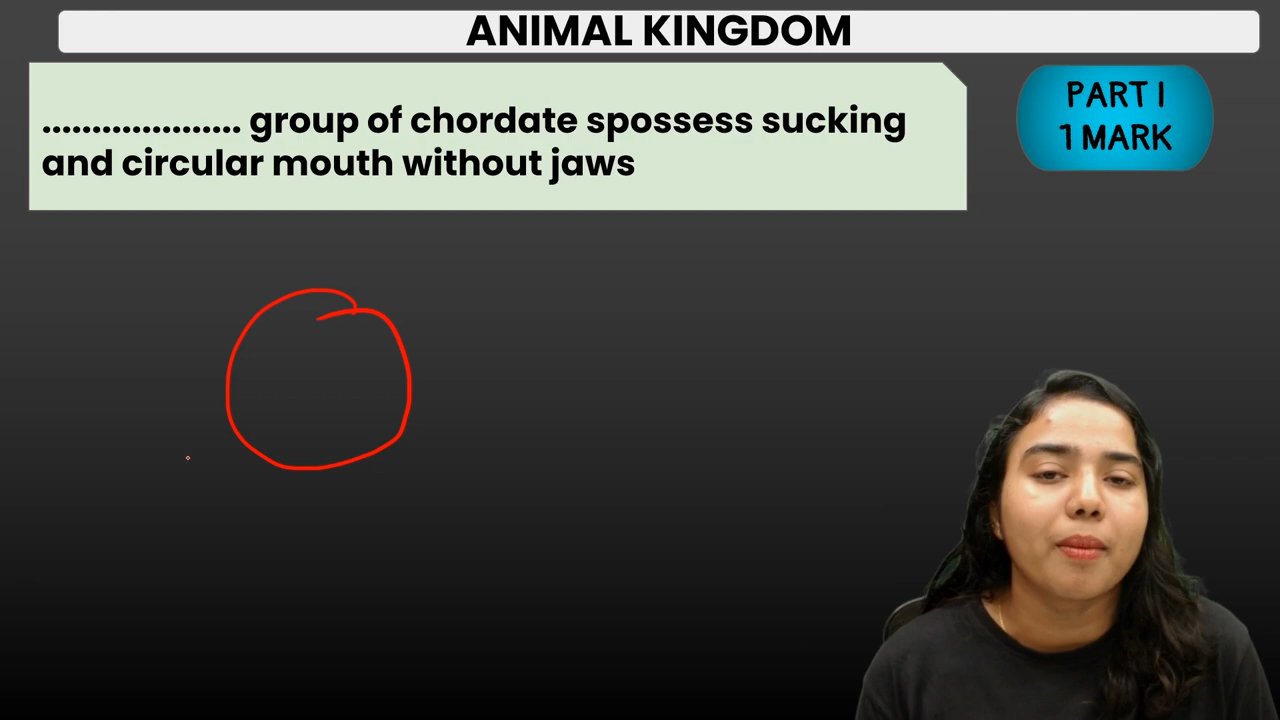 ANIMAL KINGDOM
.................... group of chordate spossess sucking
and circular mouth without jaws
PART I
1 MARK